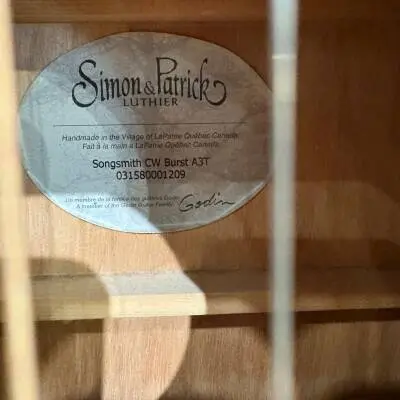 Simon & Patrick
LUTHIER
Handmade in the Village of LaPatrie Québec Canada
Fait à la main à LaPatrie Québec Canada
Songsmith CW Burst A3T
031580001209
Un membre de la famille des guitares Godin
A member of the Godin Guitar Family
Godin